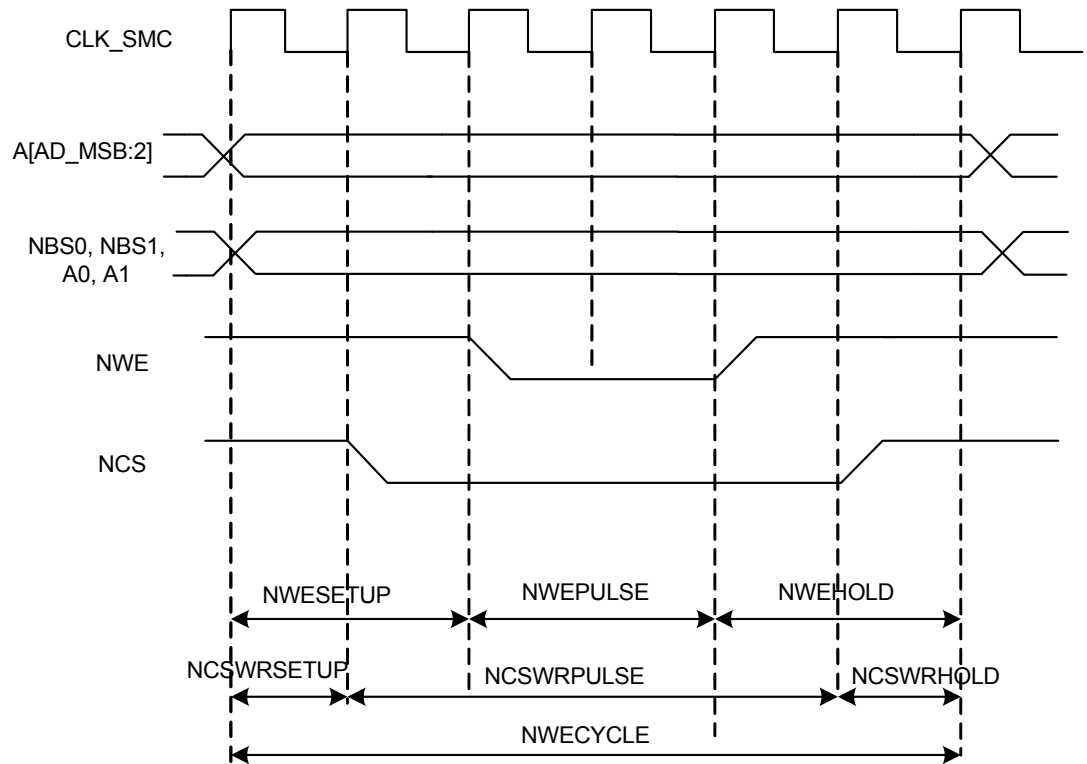 CLK_SMC
A[AD_MSB:2]
NBS0, NBS1,
A0, A1
NWE
NCS
NWESETUP
NWEPULSE
NWEHOLD
NCSWRSETUP
NCSWRPULSE
NCSWRHOLD
NWECYCLE